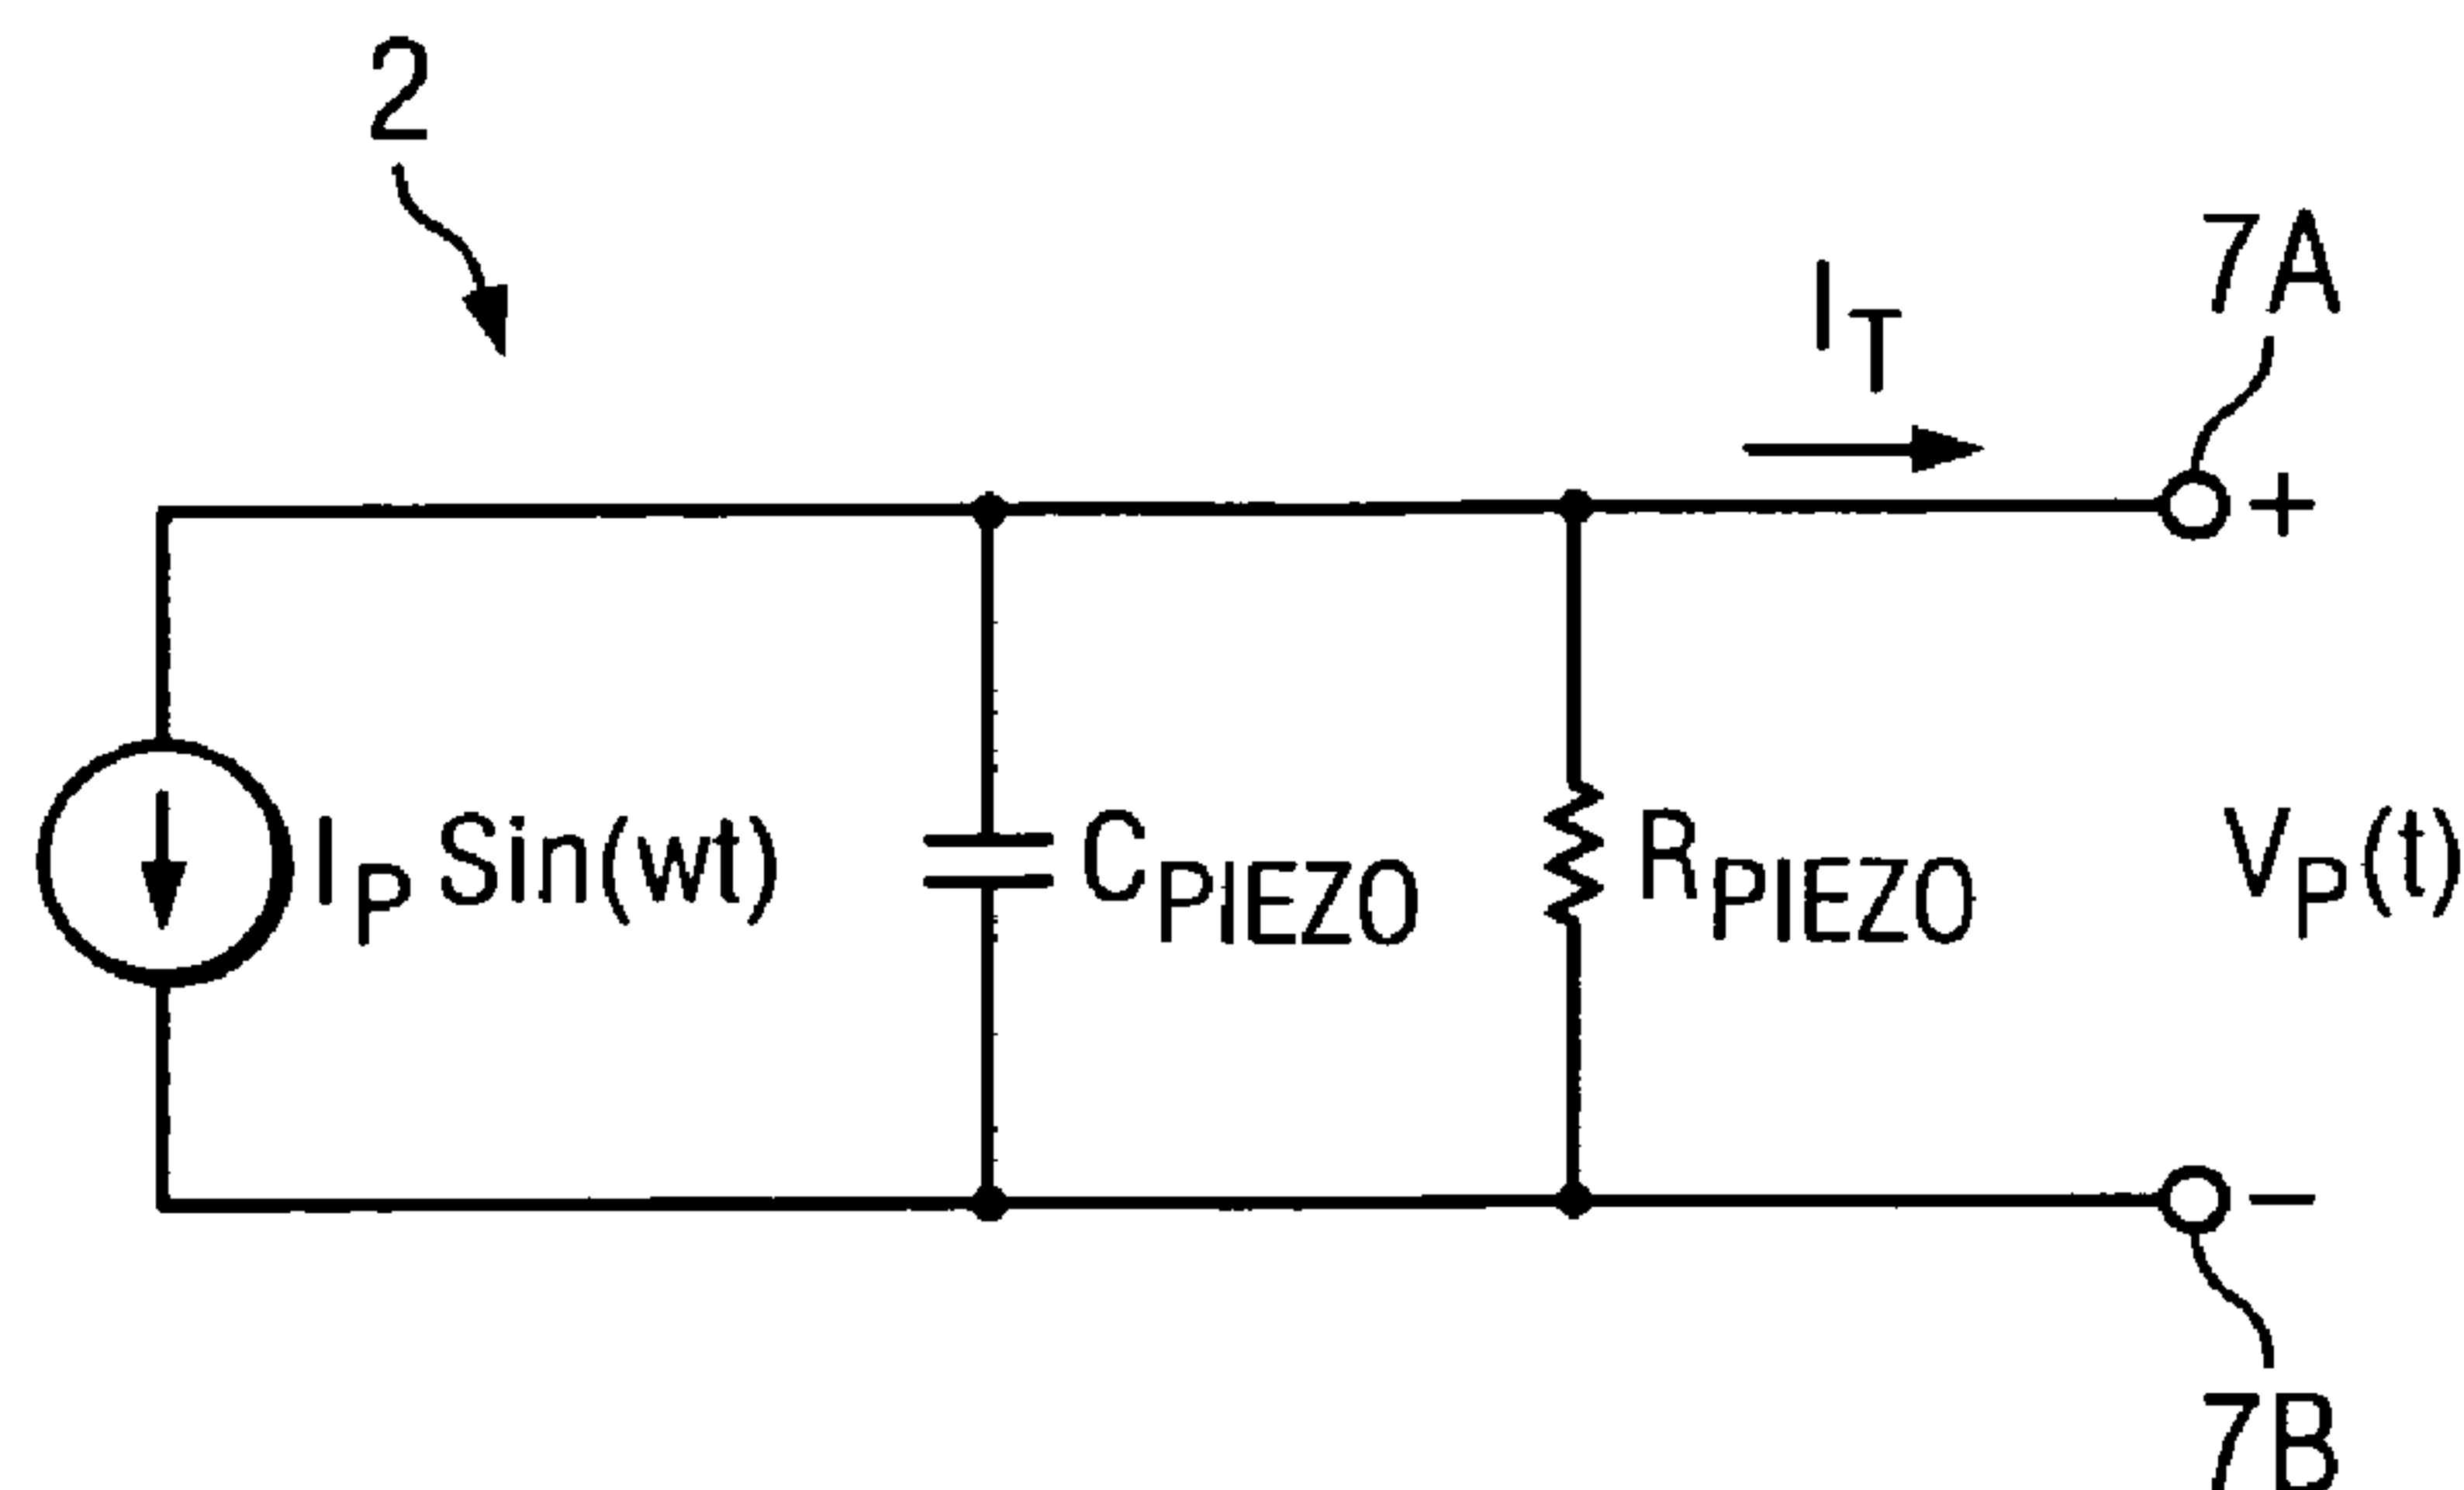 2
7A
I_T
+
I_P Sin(wt)
C_PIEZO
R_PIEZO
V_P(t)
−
7B